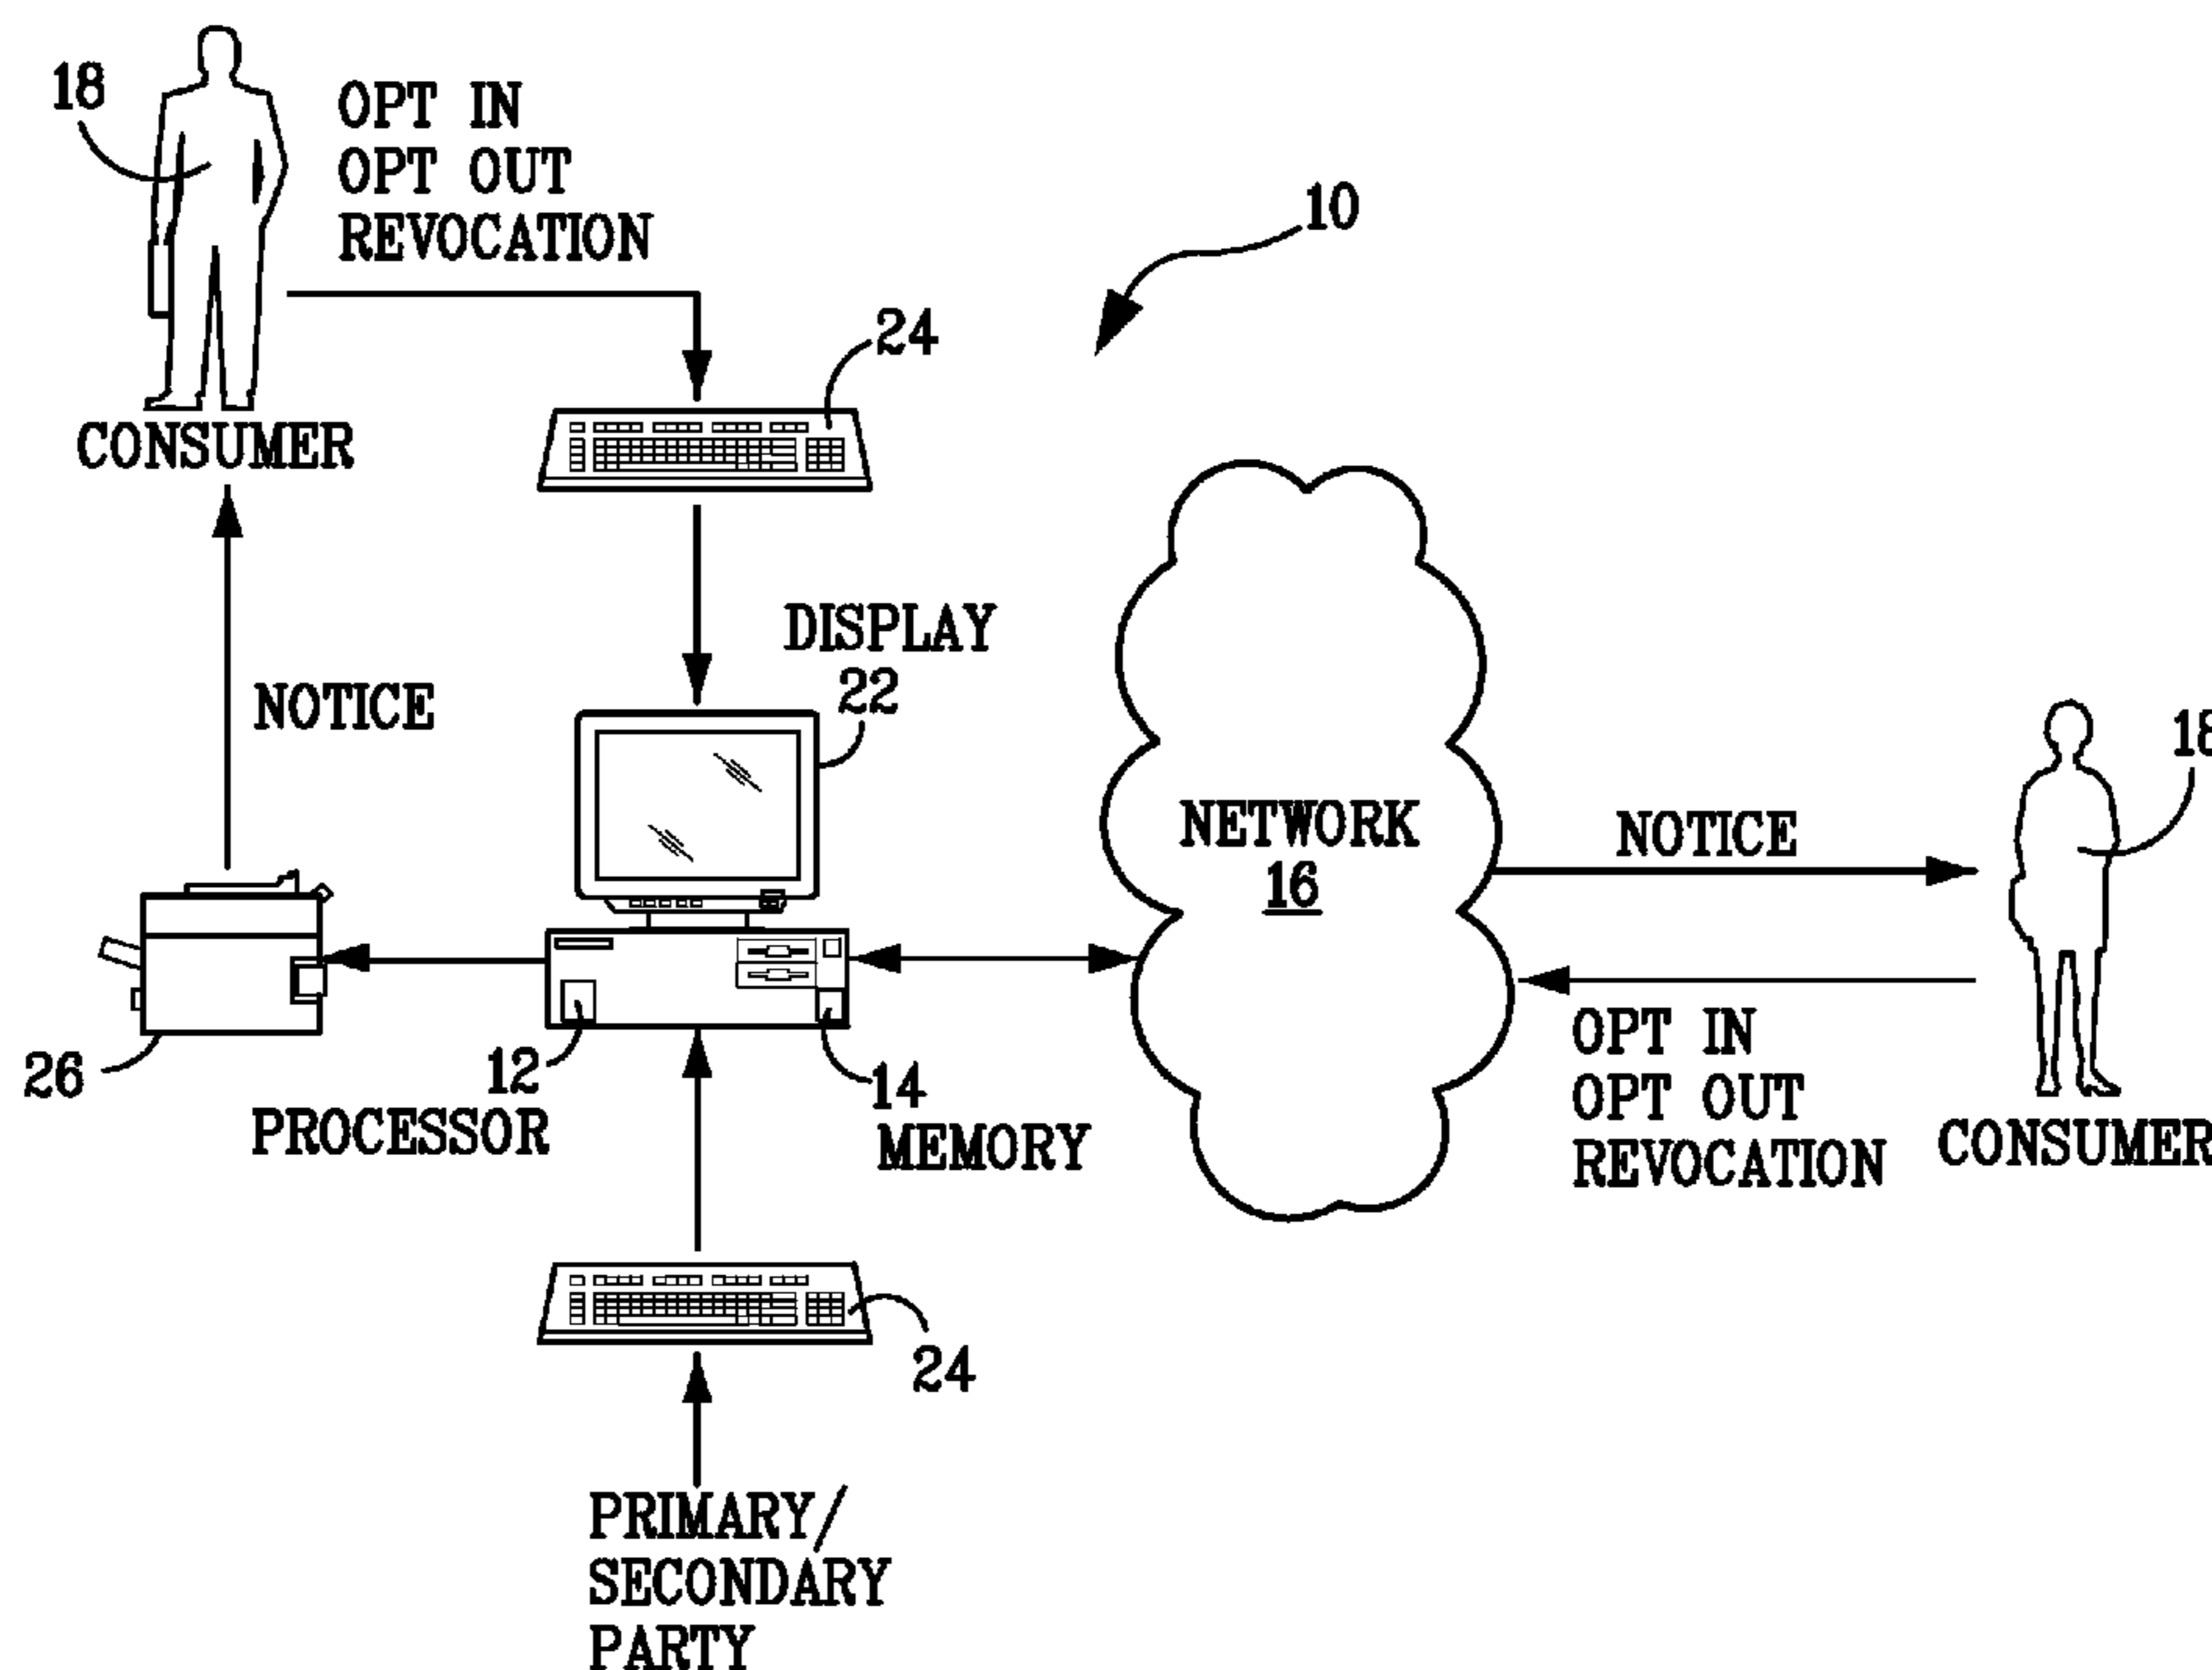 18
OPT IN
OPT OUT
REVOCATION
10
24
CONSUMER
DISPLAY
22
NOTICE
18
NETWORK
16
NOTICE
26
12
PROCESSOR
14
MEMORY
OPT IN
OPT OUT
REVOCATION
CONSUMER
24
PRIMARY/
SECONDARY
PARTY